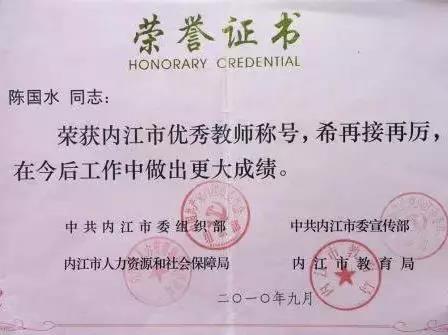 荣誉证书
HONORARY CREDENTIAL
陈国水 同志：
荣获内江市优秀教师称号，希再接再厉，
在今后工作中做出更大成绩。
中共内江市委组织部 中共内江市委宣传部
内江市人力资源和社会保障局 内江市教育局
二〇一〇年九月